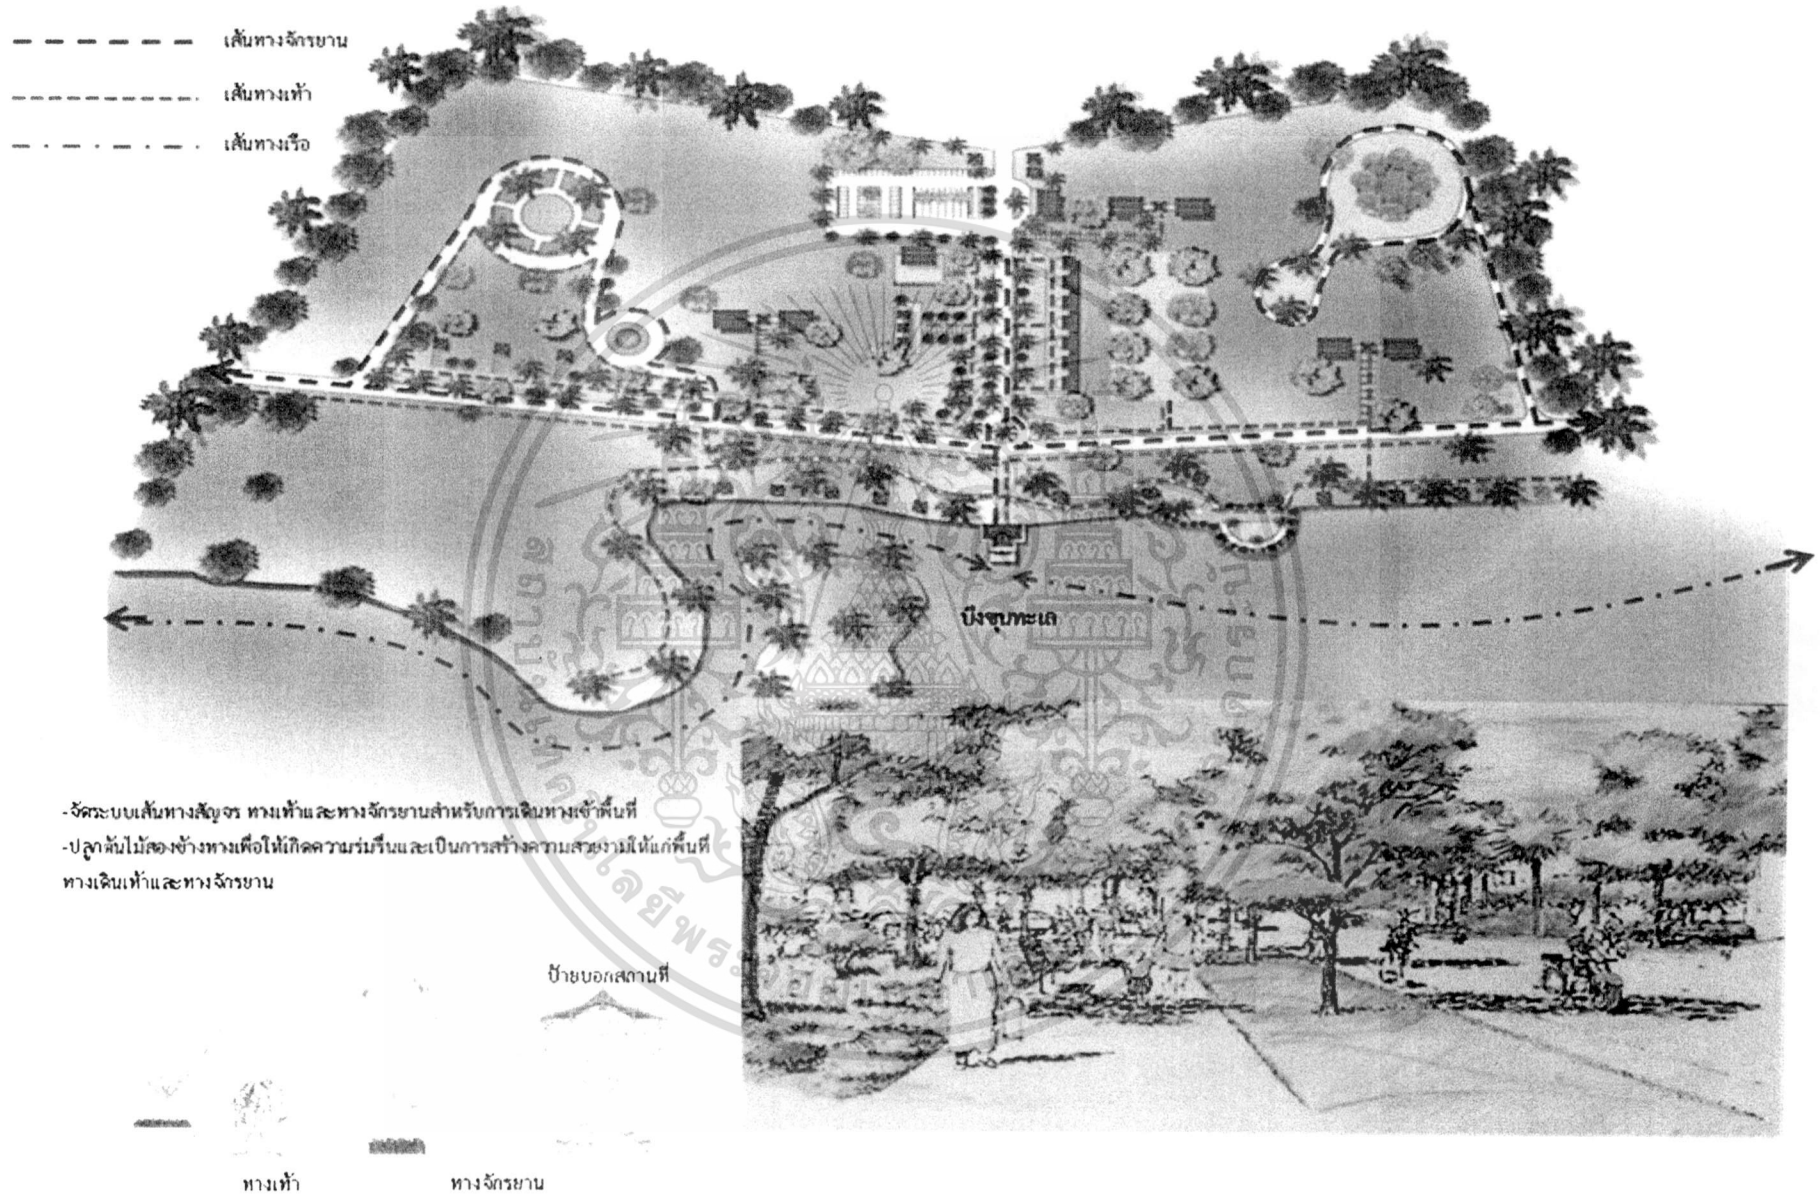 เส้นทางจักรยาน
เส้นทางเท้า
เส้นทางเรือ
บึงขุนทะเล
-จัดระบบเส้นทางสัญจร ทางเท้าและทางจักรยานสำหรับการเดินทางเข้าพื้นที่
-ปลูกต้นไม้สองข้างทางเพื่อให้เกิดความร่มรื่นและเป็นการสร้างความสวยงามให้แก่พื้นที่
ทางเดินเท้าและทางจักรยาน
ป้ายบอกสถานที่
ทางเท้า
ทางจักรยาน